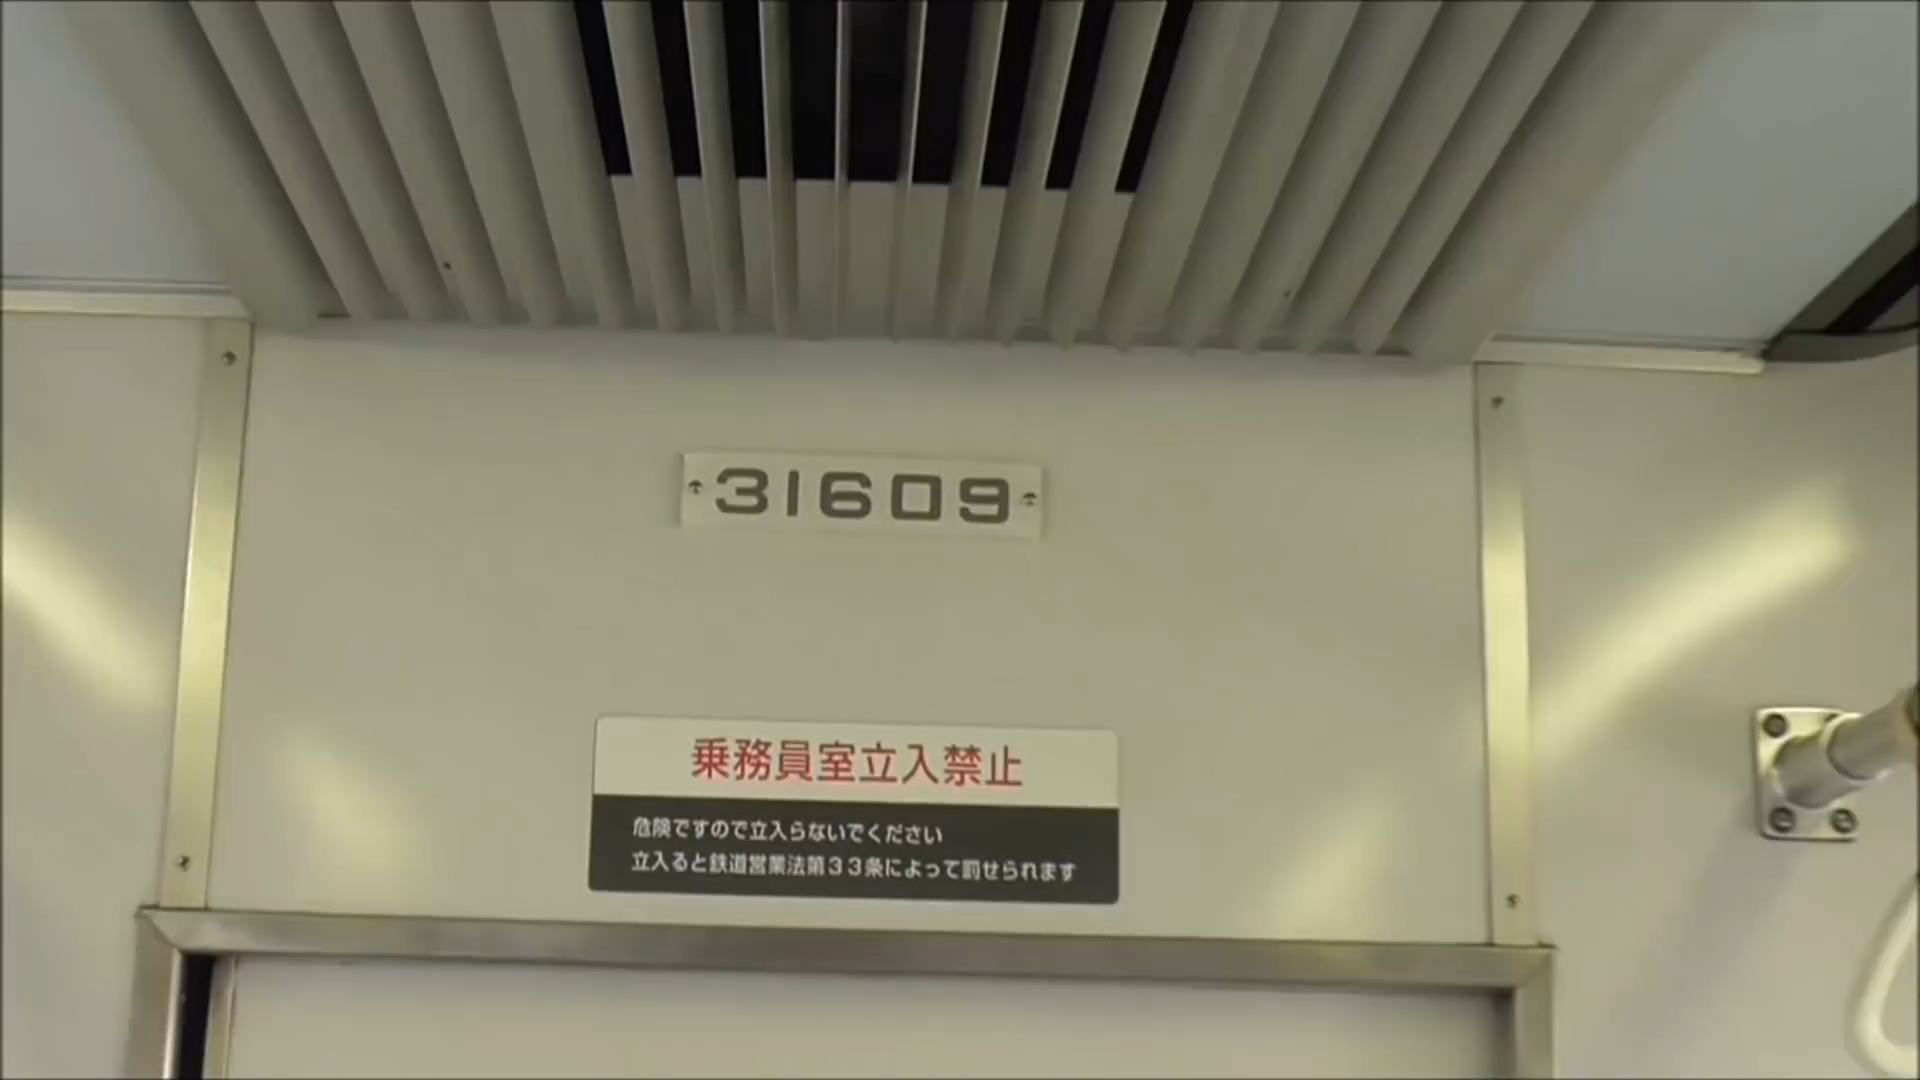 31609
乗務員室立入禁止
危険ですので立入らないでください
立入ると鉄道営業法第33条によって罰せられます